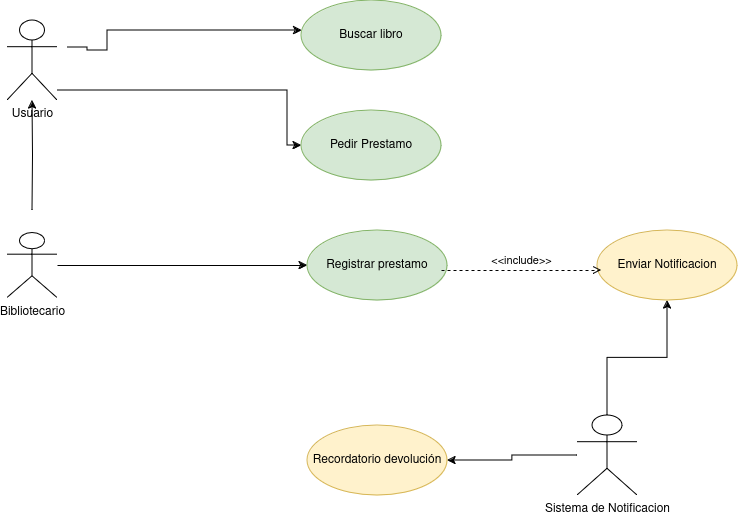 Buscar libro
Usuario
Pedir Prestamo
Registrar prestamo
<<include>>
Enviar Notificacion
Bibliotecario
Recordatorio devolución
Sistema de Notificacion